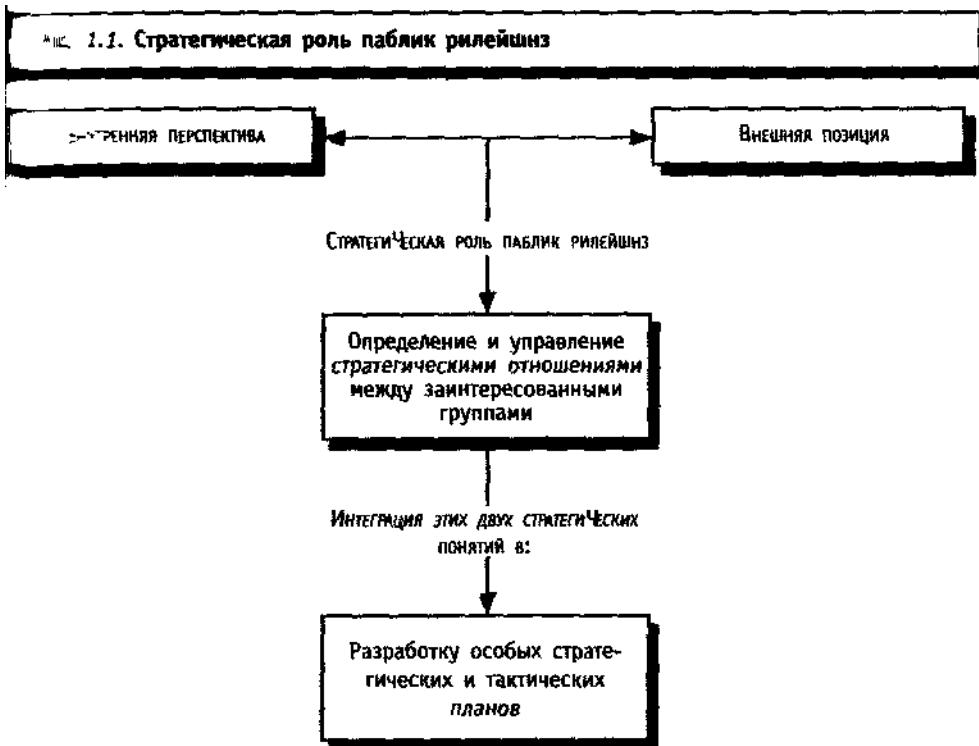 1.1. Стратегическая роль паблик рилейшнз
ПЕРСПЕКТИВА
ВНЕШНЯЯ ПОЗИЦИЯ
СТРАТЕГИЧЕСКАЯ РОЛЬ ПАБЛИК РИЛЕЙШНЗ
Определение и управление
стратегическими отношениями
между заинтересованными
группами
ИНТЕГРАЦИЯ ЭТИХ ДВУХ СТРАТЕГИЧЕСКИХ
ПОНЯТИЙ В:
Разработку особых страте-
гических и тактических
планов